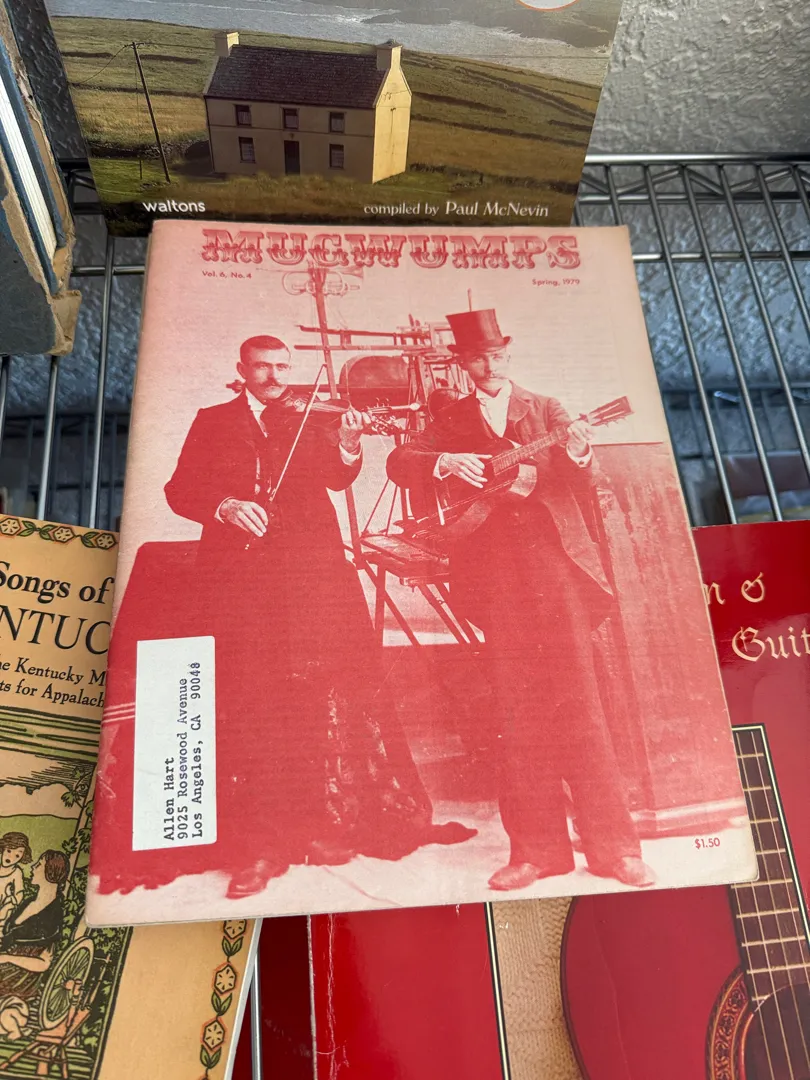 waltons
compiled by Paul McNevin
MUGWUMPS
Vol. 6, No. 4
Spring, 1979
Songs of
he Kentucky M
ts for Appalach
&
Guit
Allen Hart
9025 Rosewood Avenue
Los Angeles, CA 90048
$1.50